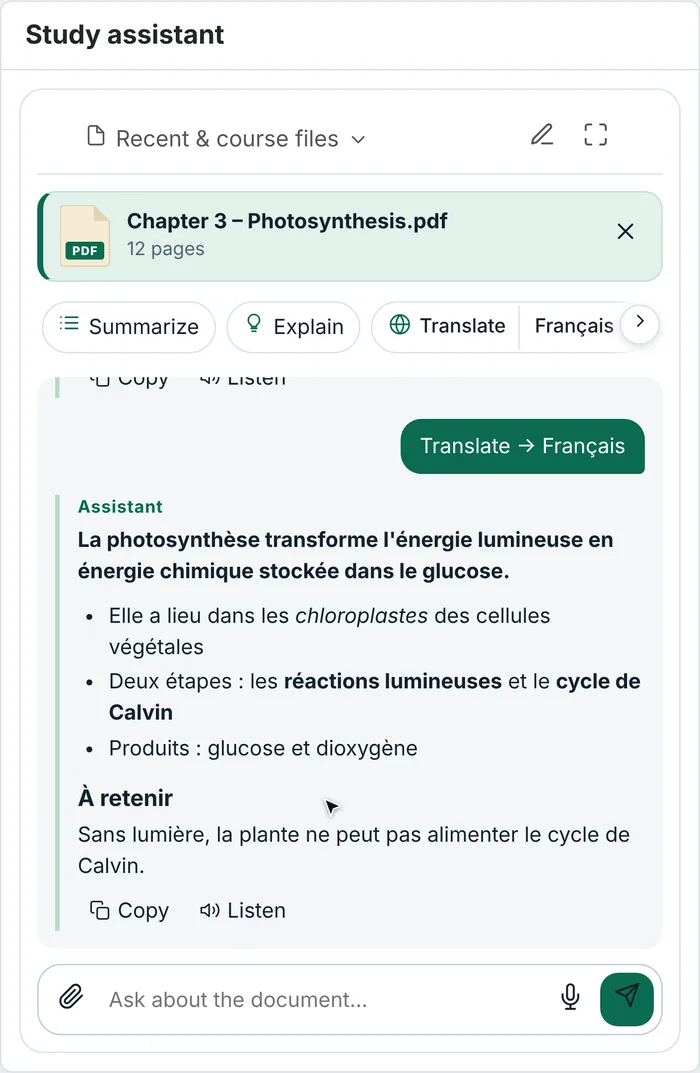 Study assistant
Recent & course files
Chapter 3 – Photosynthesis.pdf
PDF
12 pages
Summarize
Explain
Translate
Français
Copy
Listen
Translate → Français
Assistant
La photosynthèse transforme l'énergie lumineuse en
énergie chimique stockée dans le glucose.
• Elle a lieu dans les chloroplastes des cellules
végétales
• Deux étapes : les réactions lumineuses et le cycle de
Calvin
• Produits : glucose et dioxygène
À retenir
Sans lumière, la plante ne peut pas alimenter le cycle de
Calvin.
Copy
Listen
Ask about the document...